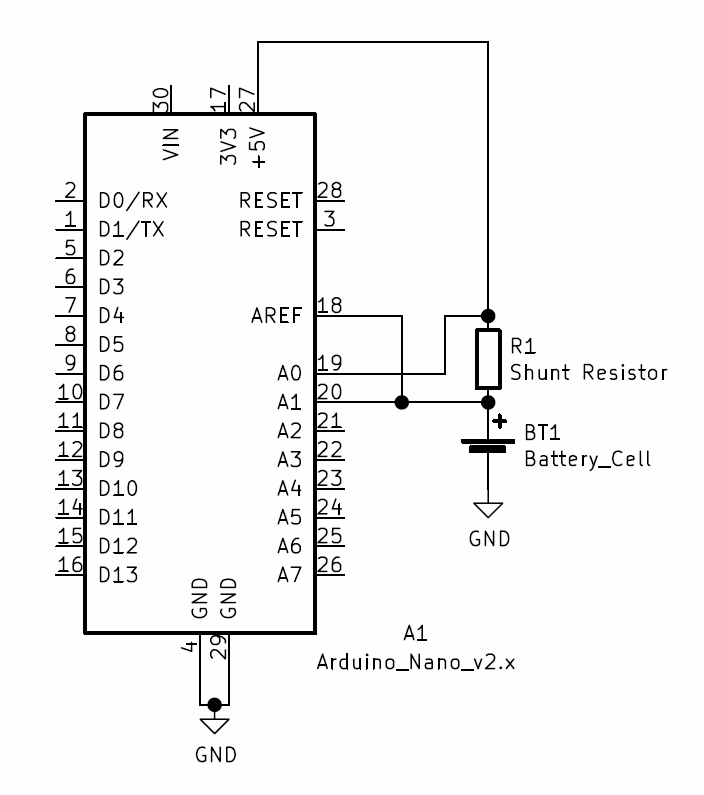 30
17
27
VIN
3V3
+5V
2 D0/RX RESET 28
1 D1/TX RESET 3
5 D2
6 D3
7 D4 AREF 18
8 D5
9 D6 A0 19
10 D7 A1 20
11 D8 A2 21
12 D9 A3 22
13 D10 A4 23
14 D11 A5 24
15 D12 A6 25
16 D13 A7 26
R1
Shunt Resistor
+
BT1
Battery_Cell
GND
GND
GND
4
29
A1
Arduino_Nano_v2.x
GND